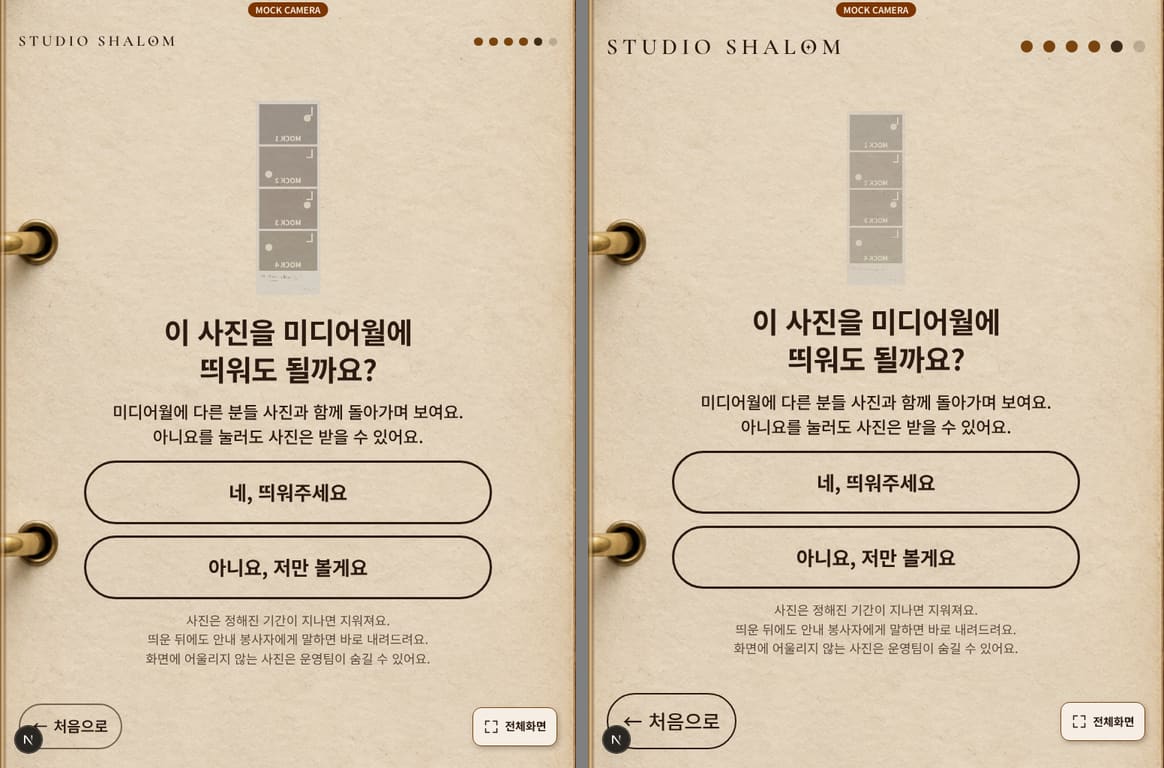 MOCK CAMERA
STUDIO SHALOM
이 사진을 미디어월에
띄워도 될까요?
미디어월에 다른 분들 사진과 함께 돌아가며 보여요.
아니요를 눌러도 사진은 받을 수 있어요.
네, 띄워주세요
아니요, 저만 볼게요
사진은 정해진 기간이 지나면 지워져요.
띄운 뒤에도 안내 봉사자에게 말하면 바로 내려드려요.
화면에 어울리지 않는 사진은 운영팀이 숨길 수 있어요.
← 처음으로
N
전체화면
MOCK CAMERA
STUDIO SHALOM
이 사진을 미디어월에
띄워도 될까요?
미디어월에 다른 분들 사진과 함께 돌아가며 보여요.
아니요를 눌러도 사진은 받을 수 있어요.
네, 띄워주세요
아니요, 저만 볼게요
사진은 정해진 기간이 지나면 지워져요.
띄운 뒤에도 안내 봉사자에게 말하면 바로 내려드려요.
화면에 어울리지 않는 사진은 운영팀이 숨길 수 있어요.
← 처음으로
N
전체화면